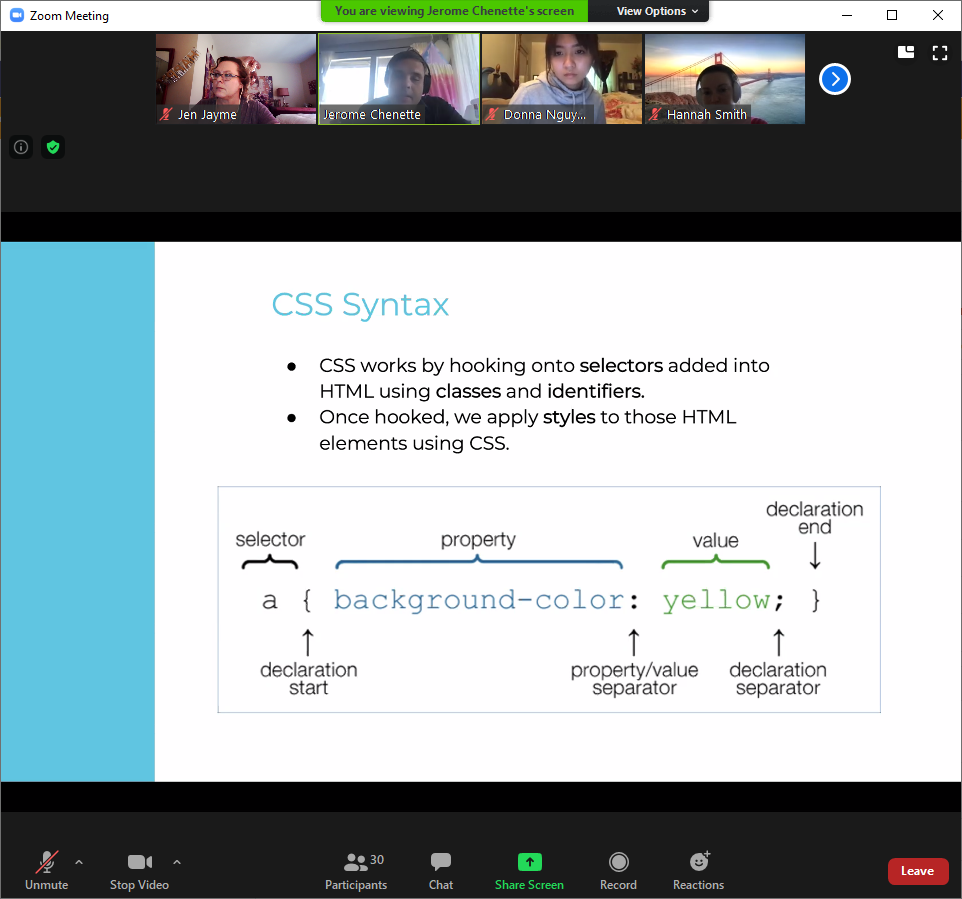 Zoom Meeting
You are viewing Jerome Chenette's screen
View Options
Jen Jayme
Jerome Chenette
Donna Nguy...
Hannah Smith
CSS Syntax
● CSS works by hooking onto selectors added into
HTML using classes and identifiers.
● Once hooked, we apply styles to those HTML
elements using CSS.
declaration
end
selector
property
value
a { background-color: yellow; }
declaration
start
property/value
separator
declaration
separator
Unmute
Stop Video
30
Participants
Chat
Share Screen
Record
Reactions
Leave